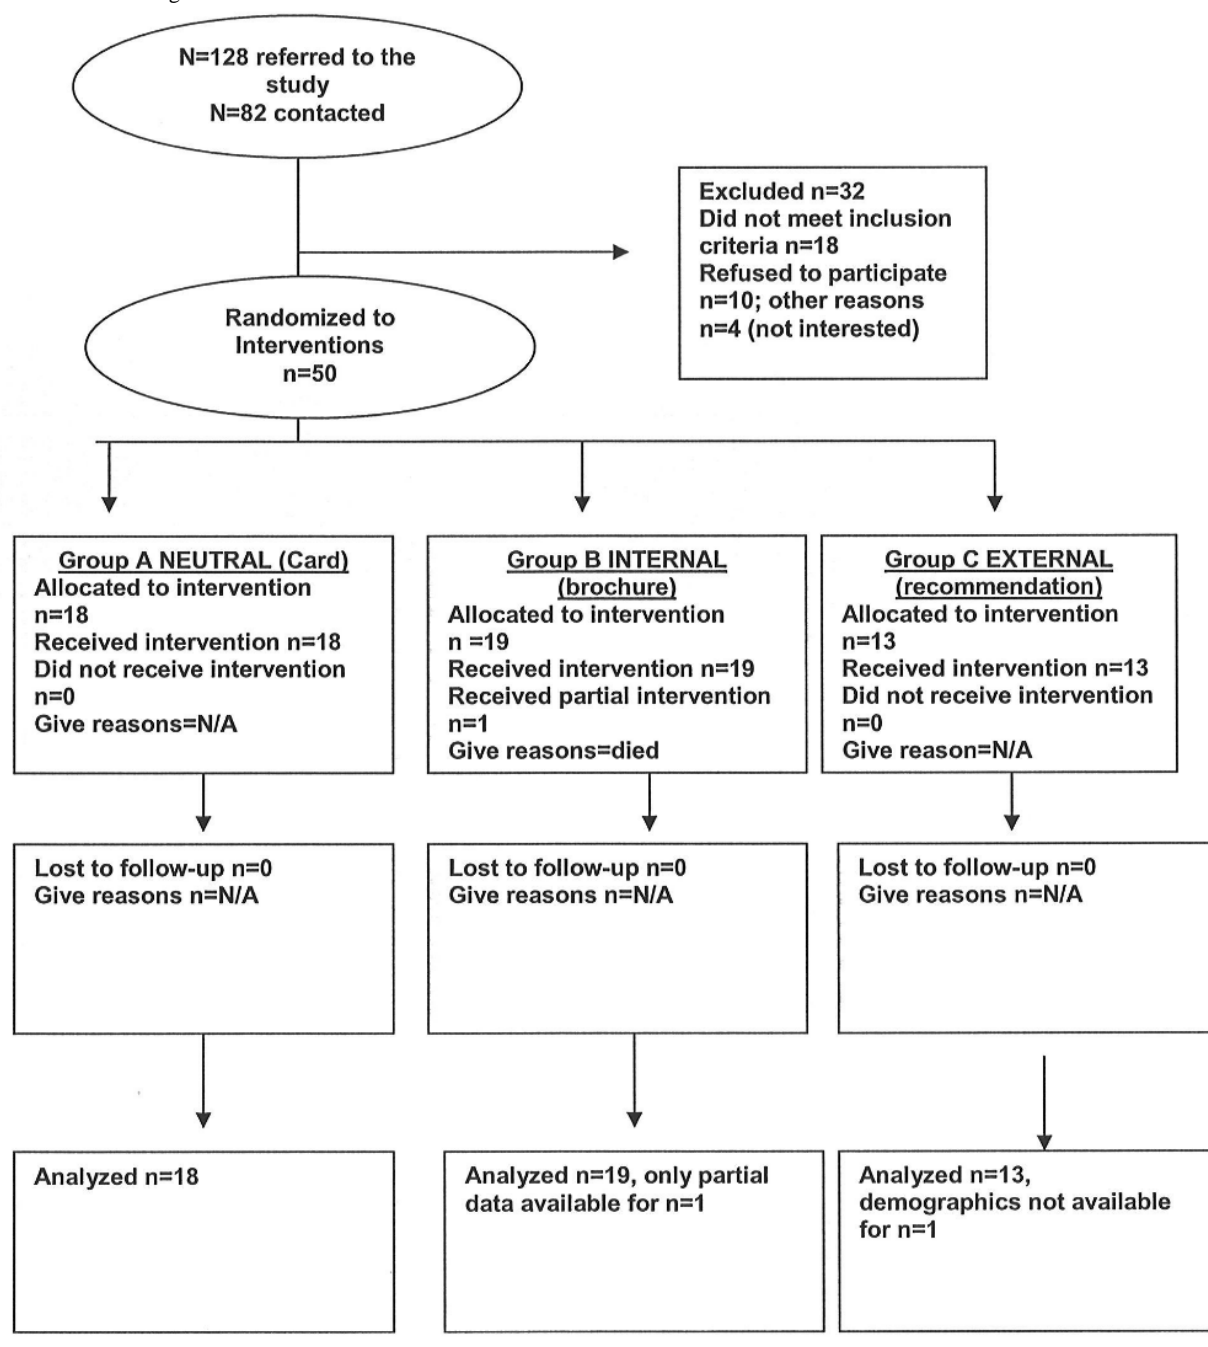 N=128 referred to the
study
N=82 contacted
Excluded n=32
Did not meet inclusion
criteria n=18
Refused to participate
n=10; other reasons
n=4 (not interested)
Randomized to
Interventions
n=50
Group A NEUTRAL (Card)
Allocated to intervention
n=18
Received intervention n=18
Did not receive intervention
n=0
Give reasons=N/A
Group B INTERNAL
(brochure)
Allocated to intervention
n =19
Received intervention n=19
Received partial intervention
n=1
Give reasons=died
Group C EXTERNAL
(recommendation)
Allocated to intervention
n=13
Received intervention n=13
Did not receive intervention
n=0
Give reason=N/A
Lost to follow-up n=0
Give reasons n=N/A
Lost to follow-up n=0
Give reasons n=N/A
Lost to follow-up n=0
Give reasons n=N/A
Analyzed n=18
Analyzed n=19, only partial
data available for n=1
Analyzed n=13,
demographics not available
for n=1